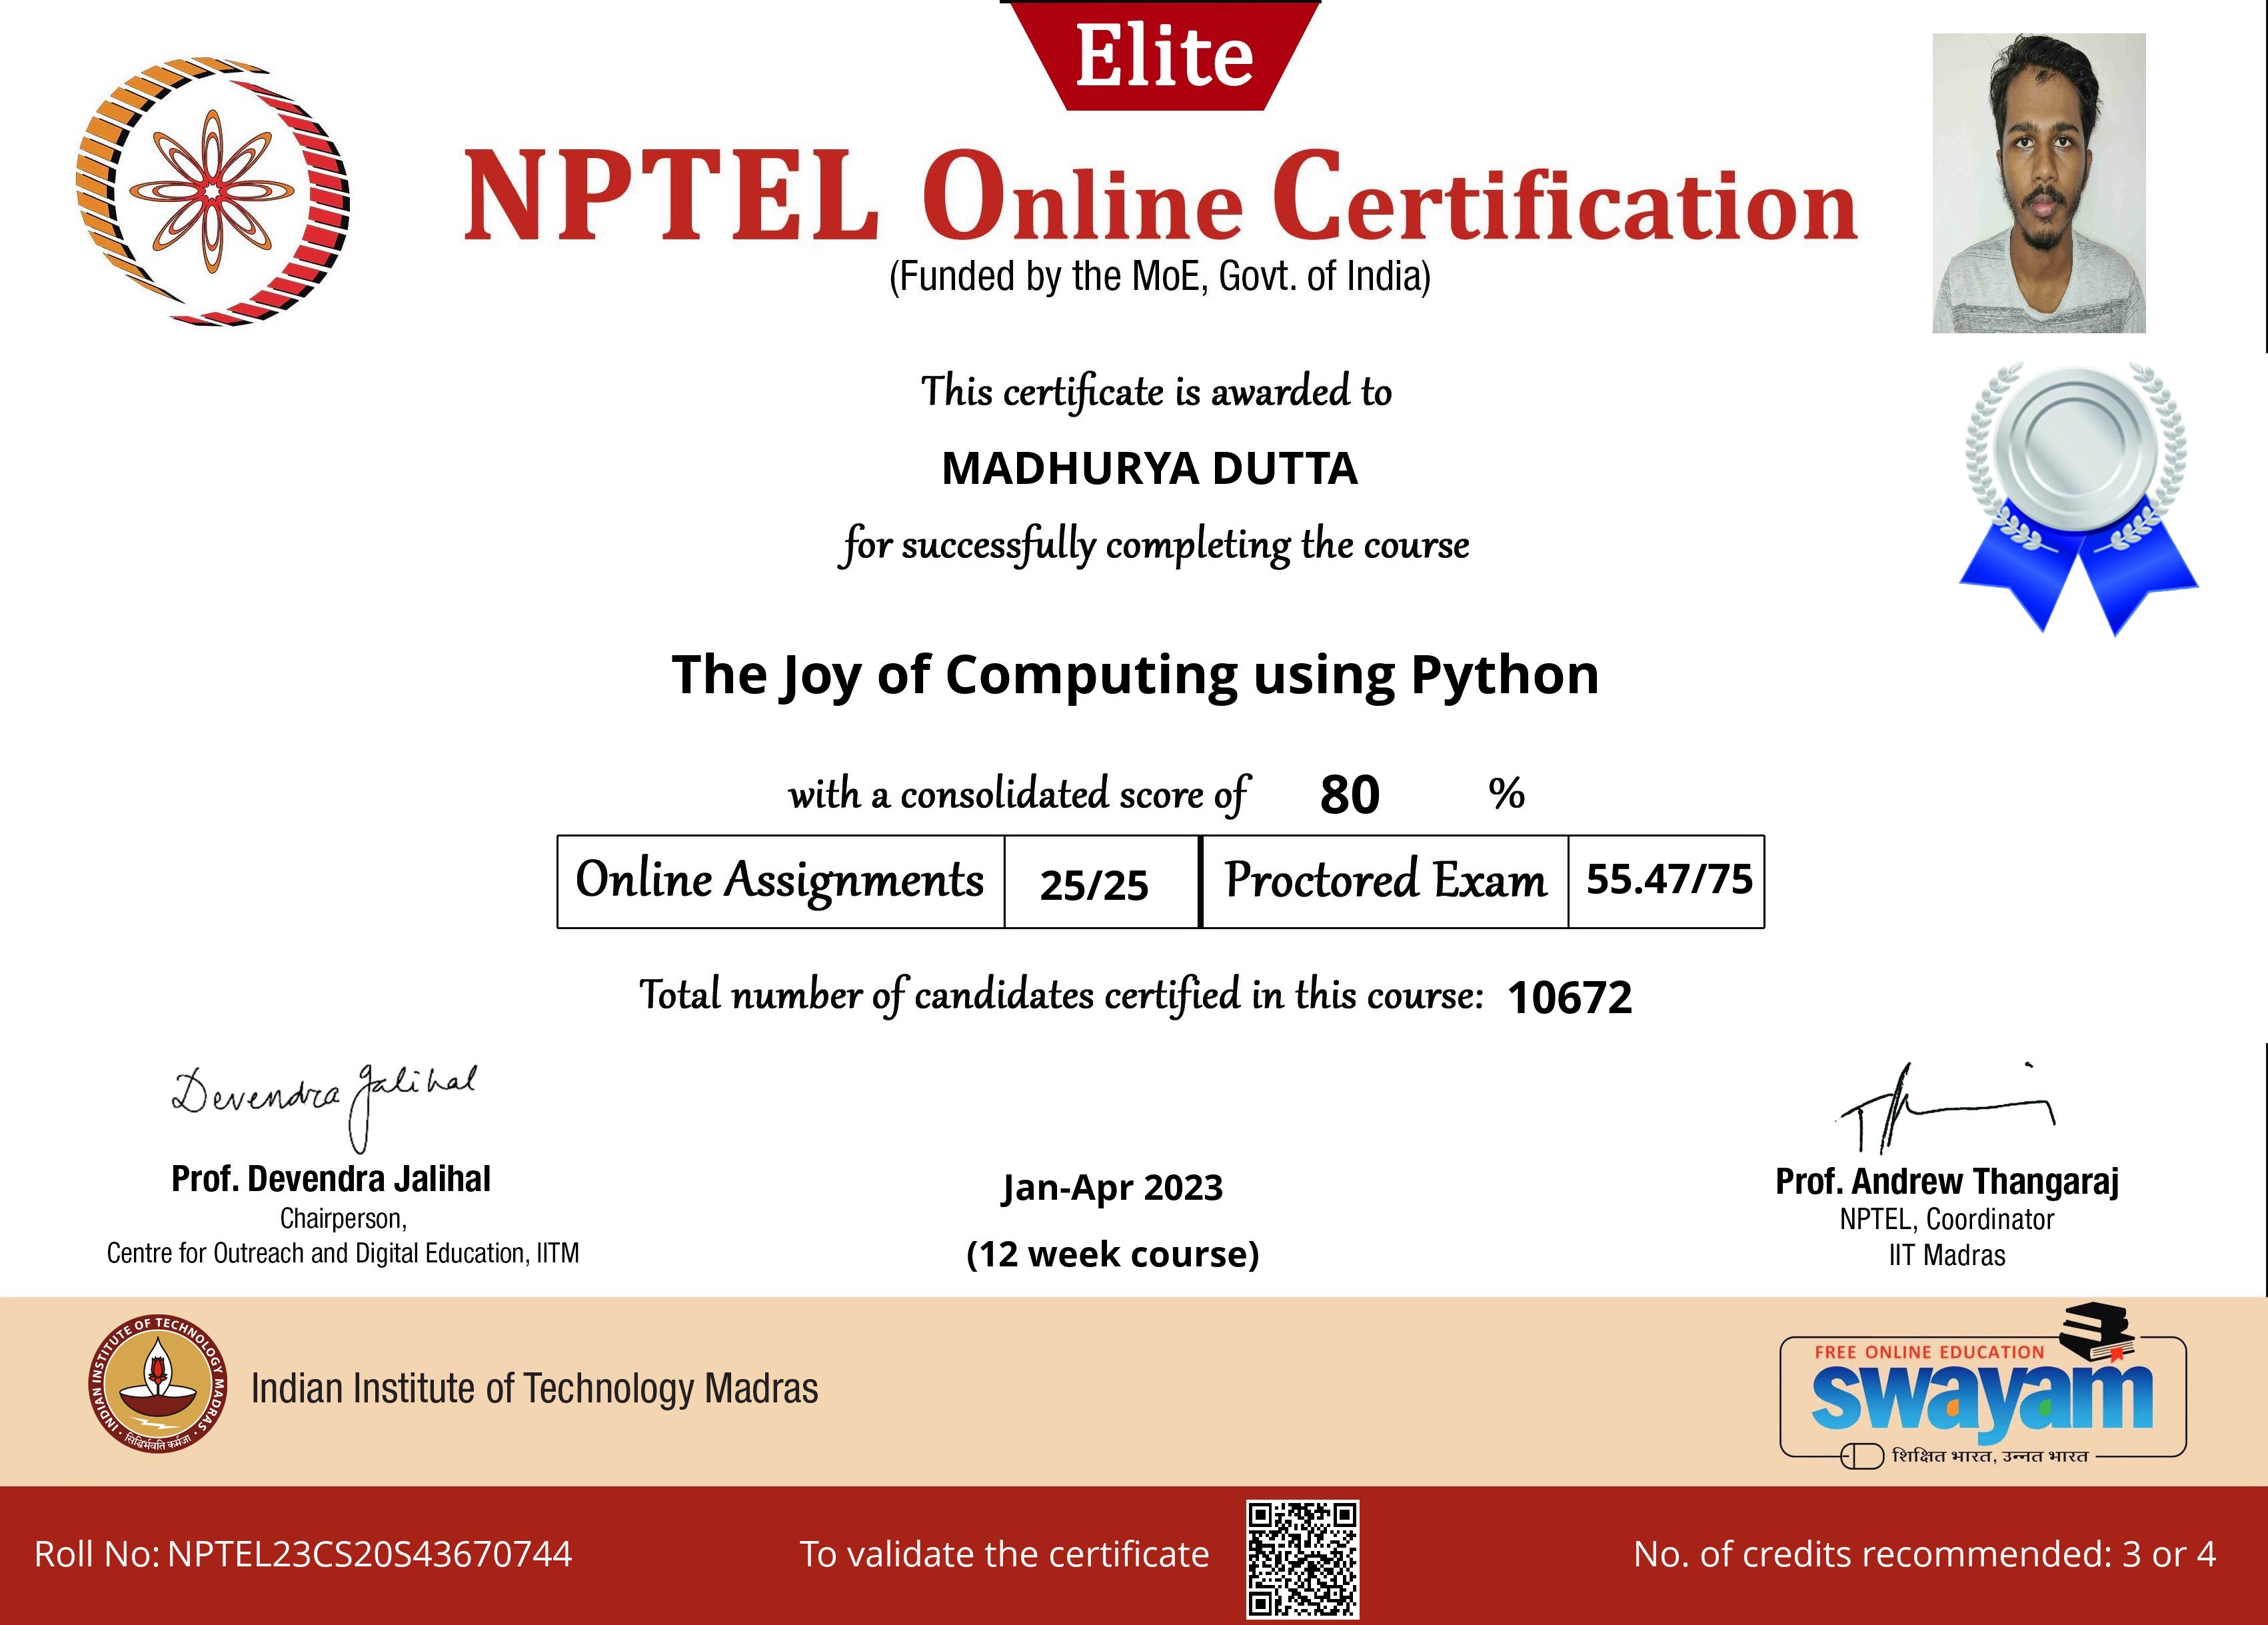 Elite
NPTEL Online Certification
(Funded by the MoE, Govt. of India)
This certificate is awarded to
MADHURYA DUTTA
for successfully completing the course
The Joy of Computing using Python
with a consolidated score of 80 %
Online Assignments 25/25 Proctored Exam 55.47/75
Total number of candidates certified in this course: 10672
Devendra Jalihal
Prof. Devendra Jalihal
Chairperson,
Centre for Outreach and Digital Education, IITM
Jan-Apr 2023
(12 week course)
Prof. Andrew Thangaraj
NPTEL, Coordinator
IIT Madras
INDIAN INSTITUTE OF TECHNOLOGY MADRAS
सिद्धिर्भवति कर्मजा
Indian Institute of Technology Madras
FREE ONLINE EDUCATION
swayam
शिक्षित भारत, उन्नत भारत
Roll No: NPTEL23CS20S43670744
To validate the certificate
No. of credits recommended: 3 or 4